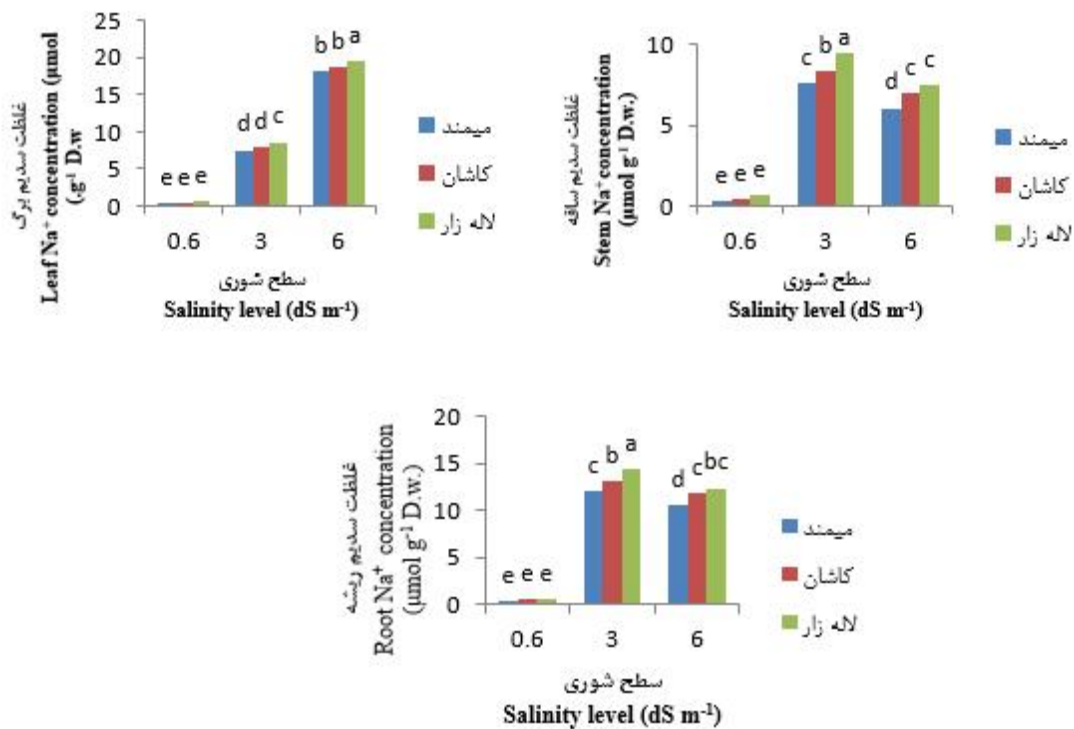 غلظت سدیم برگ
Leaf Na⁺ concentration (µmol
(.g⁻¹ D.w
25
20
15
10
5
0
e e e
d d c
b b a
0.6 3 6
سطح شوری
Salinity level (dS m⁻¹)
میمند
کاشان
لاله زار
غلظت سدیم ساقه
Stem Na⁺ concentration
(µmol g⁻¹ D.w.)
10
5
0
e e e
c b a
d c c
0.6 3 6
سطح شوری
Salinity level (dS m⁻¹)
میمند
کاشان
لاله زار
غلظت سدیم ریشه
Root Na⁺ concentration
(µmol g⁻¹ D.w.)
20
15
10
5
0
e e e
c b a
d c bc
0.6 3 6
سطح شوری
Salinity level (dS m⁻¹)
میمند
کاشان
لاله زار